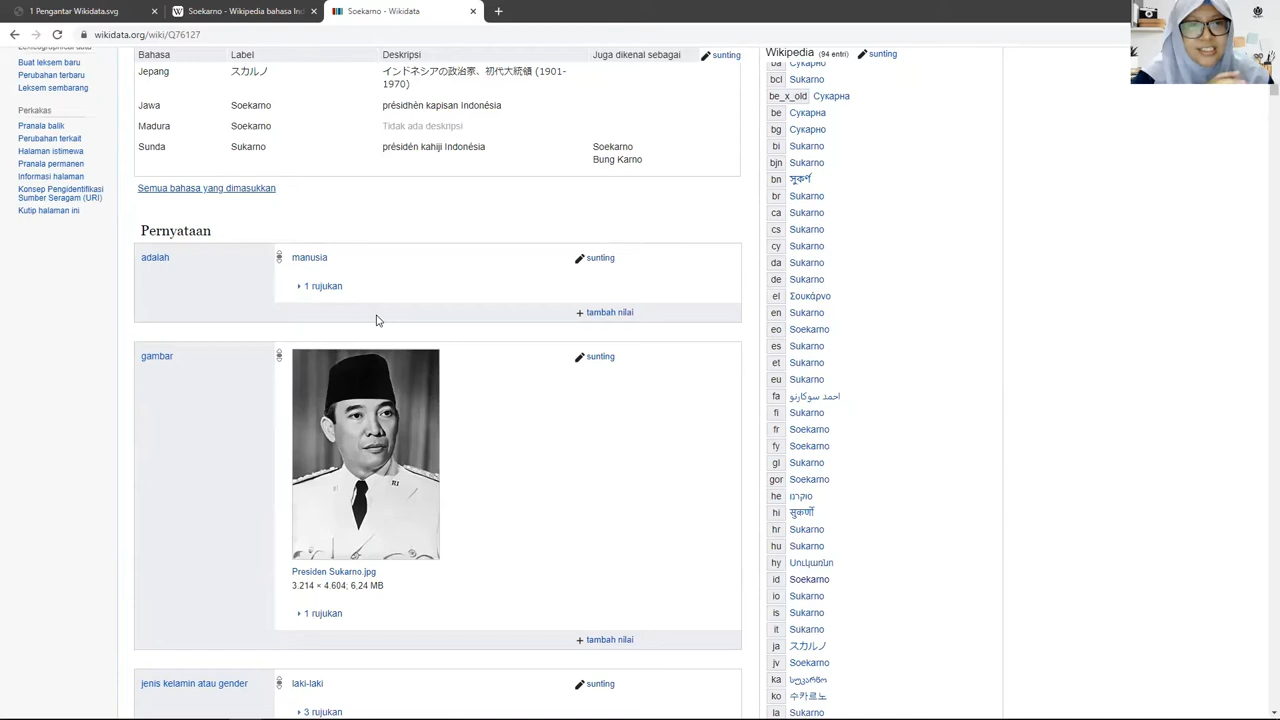 1 Pengantar Wikidata.svg
Soekarno - Wikipedia bahasa Ind
Soekarno - Wikidata
wikidata.org/wiki/Q76127
Buat leksem baru
Perubahan terbaru
Leksem sembarang
Perkakas
Pranala balik
Perubahan terkait
Halaman istimewa
Pranala permanen
Informasi halaman
Konsep Pengidentifikasi
Sumber Seragam (URI)
Kutip halaman ini
Bahasa Label Deskripsi Juga dikenal sebagai sunting
Jepang スカルノ インドネシアの政治家、初代大統領 (1901-
1970)
Jawa Soekarno présidhèn kapisan Indonésia
Madura Soekarno Tidak ada deskripsi
Sunda Sukarno présidén kahiji Indonésia Soekarno
Bung Karno
Semua bahasa yang dimasukkan
Pernyataan
adalah manusia sunting
1 rujukan
+ tambah nilai
gambar sunting
Presiden Sukarno.jpg
3.214 × 4.604; 6,24 MB
1 rujukan
+ tambah nilai
jenis kelamin atau gender laki-laki sunting
3 rujukan
Wikipedia (94 entri) sunting
ba Сукарно
bcl Sukarno
be_x_old Сукарна
be Сукарна
bg Сукарно
bi Sukarno
bjn Sukarno
bn সুকর্ণ
br Sukarno
ca Sukarno
cs Sukarno
cy Sukarno
da Sukarno
de Sukarno
el Σουκάρνο
en Sukarno
eo Soekarno
es Sukarno
et Sukarno
eu Sukarno
fa احمد سوکارنو
fi Sukarno
fr Soekarno
fy Soekarno
gl Sukarno
gor Soekarno
he סוקרנו
hi सुकर्णो
hr Sukarno
hu Sukarno
hy Սուկառնո
id Soekarno
io Sukarno
is Sukarno
it Sukarno
ja スカルノ
jv Soekarno
ka სუკარნო
ko 수카르노
la Sukarno